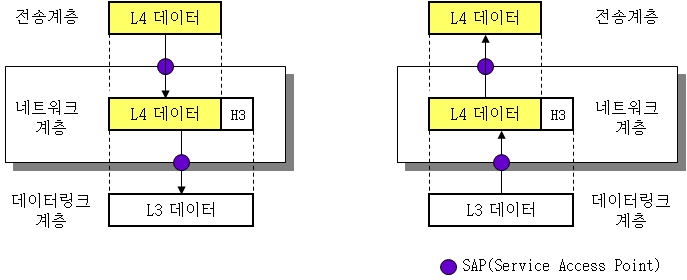 전송계층
L4 데이터
L4 데이터
전송계층
네트워크
계층
L4 데이터
H3
L4 데이터
H3
네트워크
계층
데이터링크
계층
L3 데이터
L3 데이터
데이터링크
계층
SAP(Service Access Point)